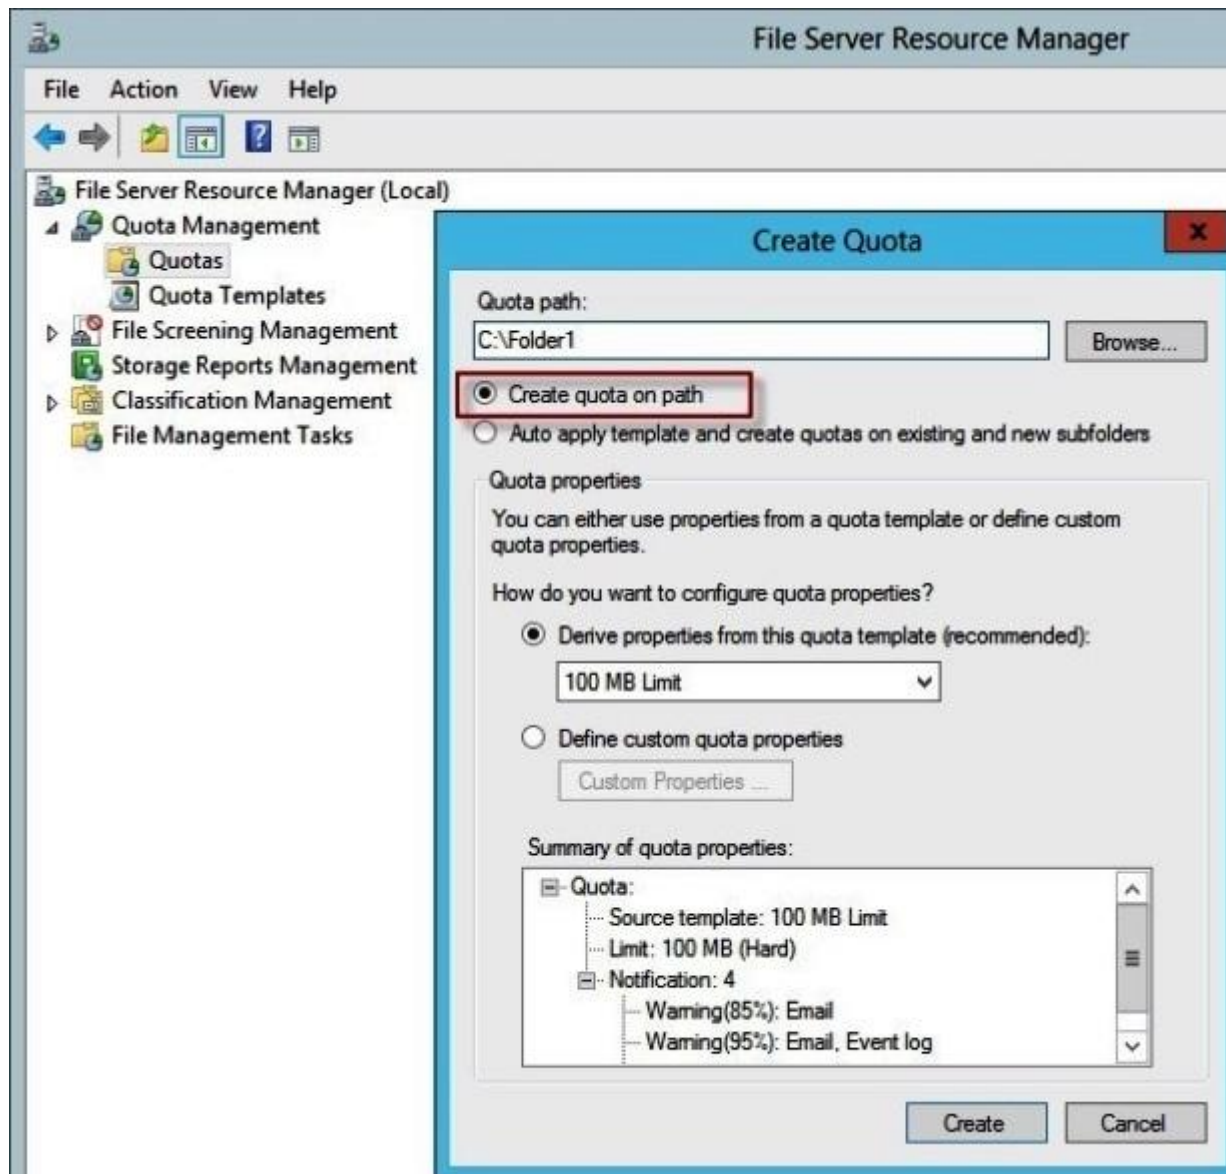 File Server Resource Manager
File Action View Help
File Server Resource Manager (Local)
Quota Management
Quotas
Quota Templates
File Screening Management
Storage Reports Management
Classification Management
File Management Tasks
Create Quota
x
Quota path:
C:\Folder1
Browse...
Create quota on path
Auto apply template and create quotas on existing and new subfolders
Quota properties
You can either use properties from a quota template or define custom
quota properties.
How do you want to configure quota properties?
Derive properties from this quota template (recommended):
100 MB Limit
Define custom quota properties
Custom Properties ...
Summary of quota properties:
Quota:
Source template: 100 MB Limit
Limit: 100 MB (Hard)
Notification: 4
Warning(85%): Email
Warning(95%): Email, Event log
Create Cancel